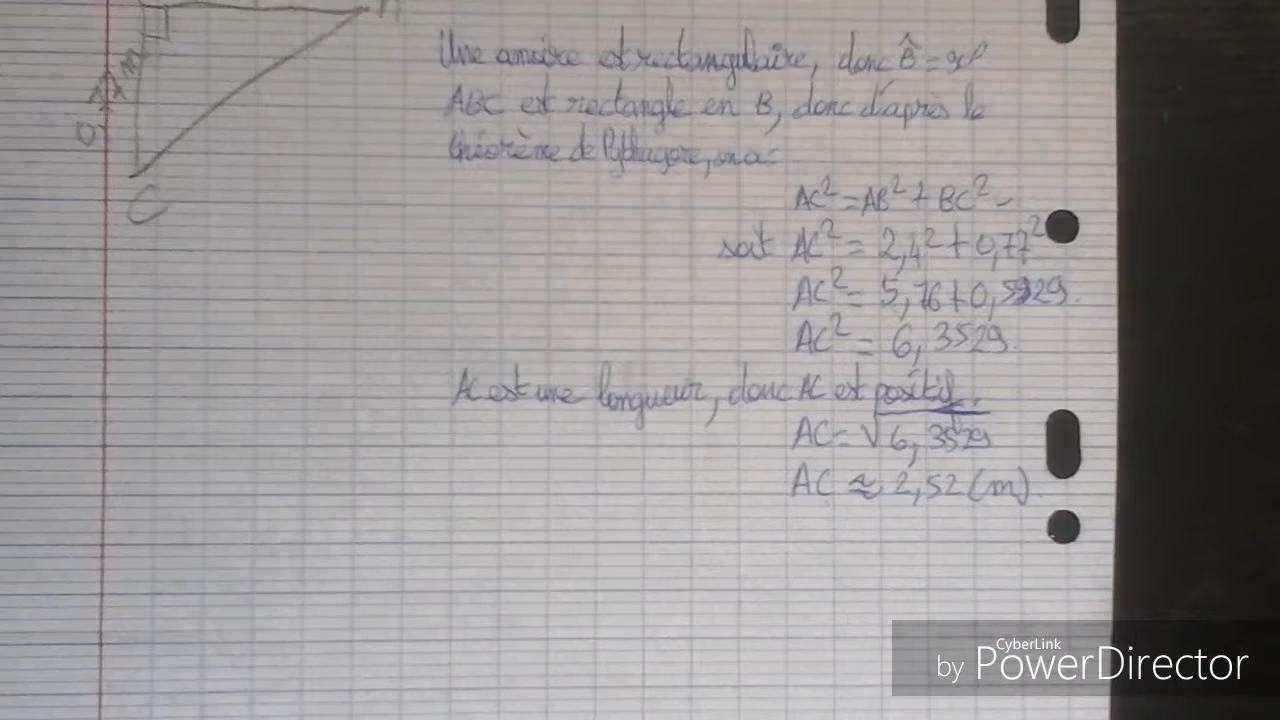 A
0,77 m
C
Une armoire est rectangulaire, donc B̂ = 90°
ABC est rectangle en B, donc d'après le
théorème de Pythagore, on a:
AC² = AB² + BC²
soit AC² = 2,4² + 0,77²
AC² = 5,76 + 0,5929
AC² = 6,3529
AC est une longueur, donc AC est positif.
AC = √6,3529
AC ≈ 2,52 (m)
CyberLink
by PowerDirector